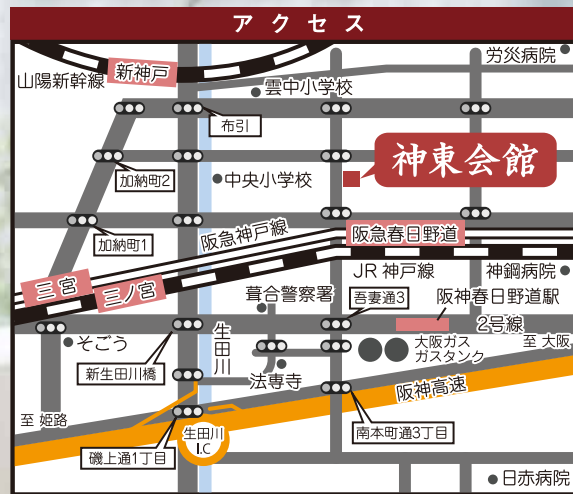 アクセス
労災病院
山陽新幹線
新神戸
雲中小学校
布引
加納町2
中央小学校
神東会館
加納町1
阪急神戸線
阪急春日野道
三宮
三ノ宮
JR神戸線
神鋼病院
葺合警察署
吾妻通3
阪神春日野道駅
2号線
そごう
生田川
大阪ガス
ガスタンク
至 大阪
新生田川橋
法専寺
阪神高速
至 姫路
生田川
I.C
南本町通3丁目
磯上通1丁目
日赤病院